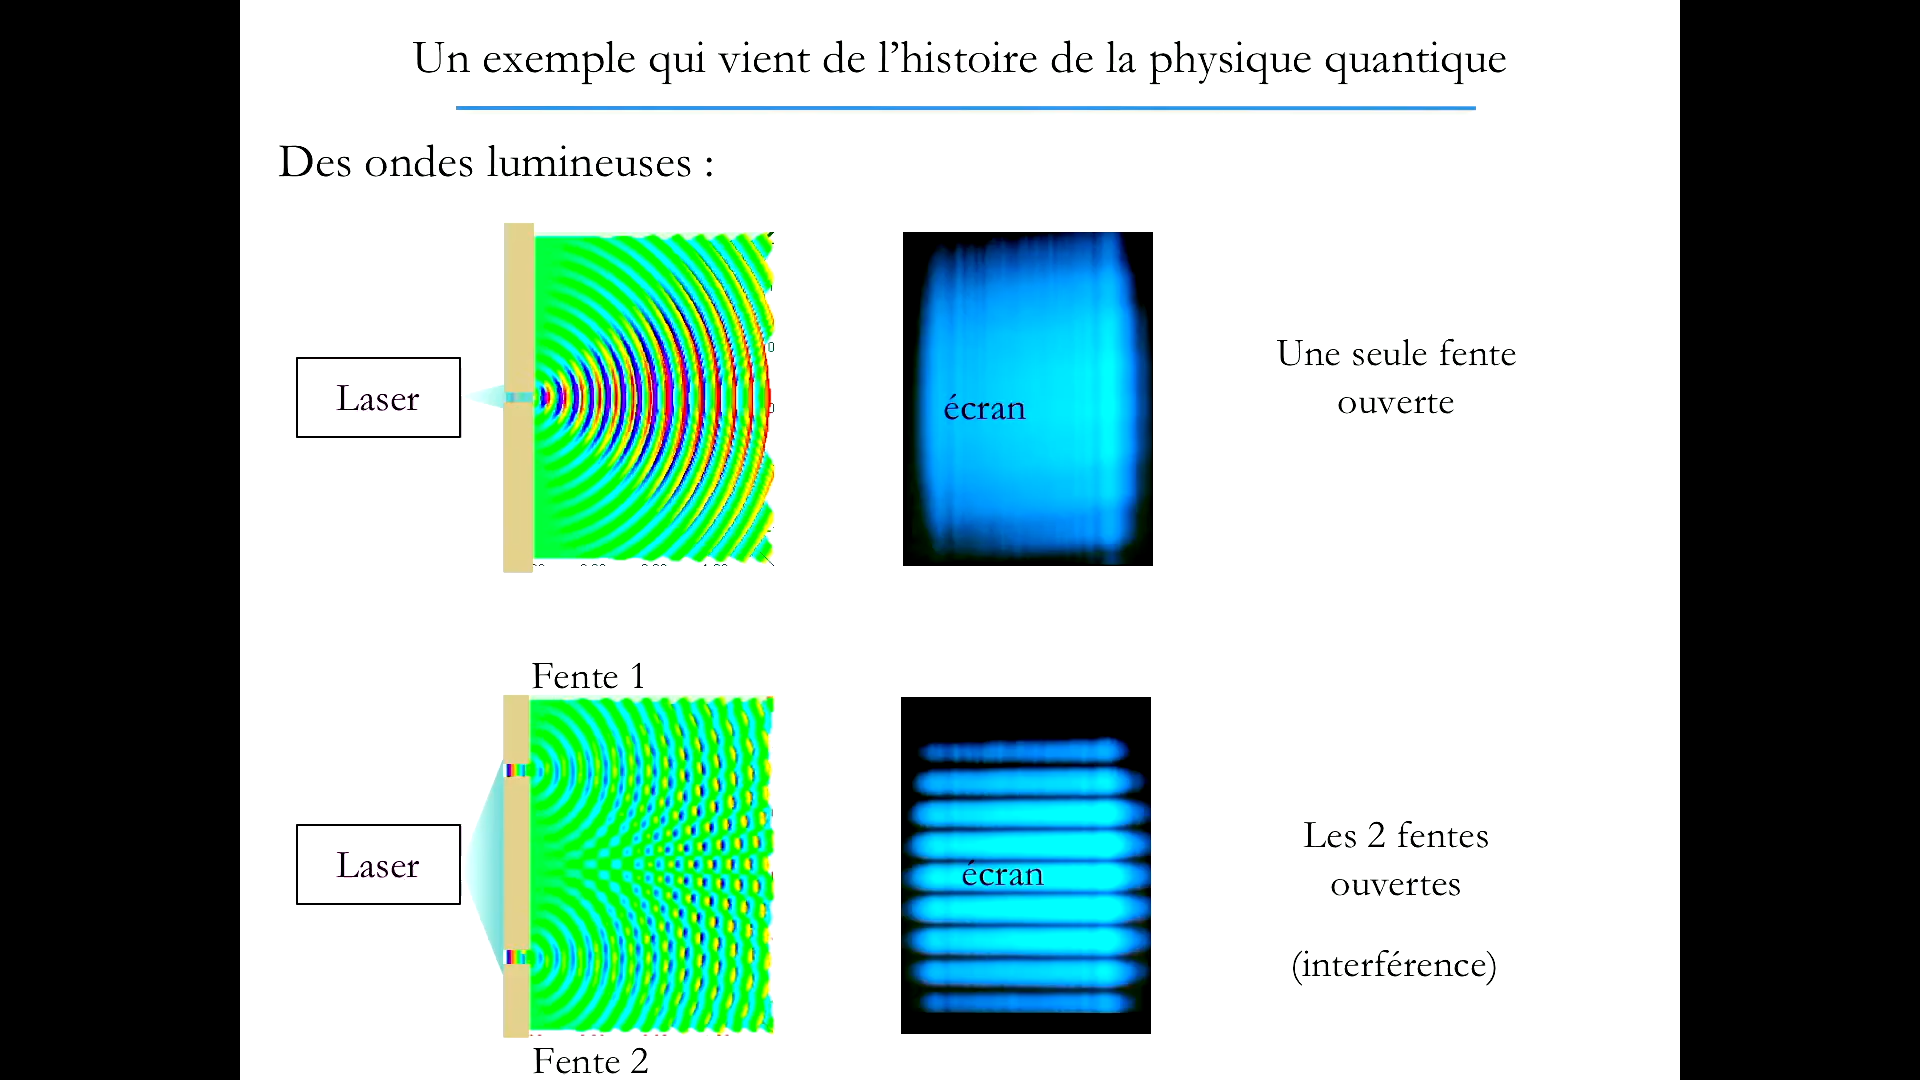 Un exemple qui vient de l’histoire de la physique quantique
Des ondes lumineuses :
Laser
écran
Une seule fente
ouverte
Fente 1
Laser
écran
Les 2 fentes
ouvertes
(interférence)
Fente 2